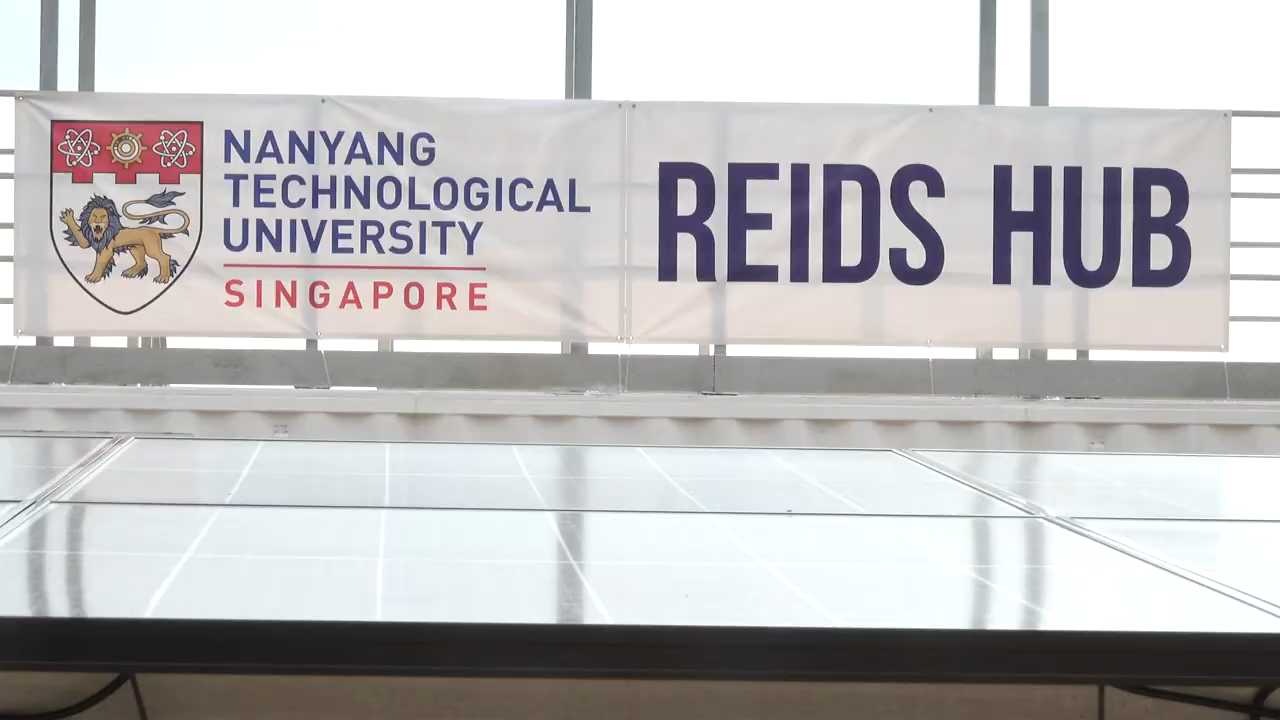 NANYANG
TECHNOLOGICAL
UNIVERSITY
SINGAPORE
REIDS HUB